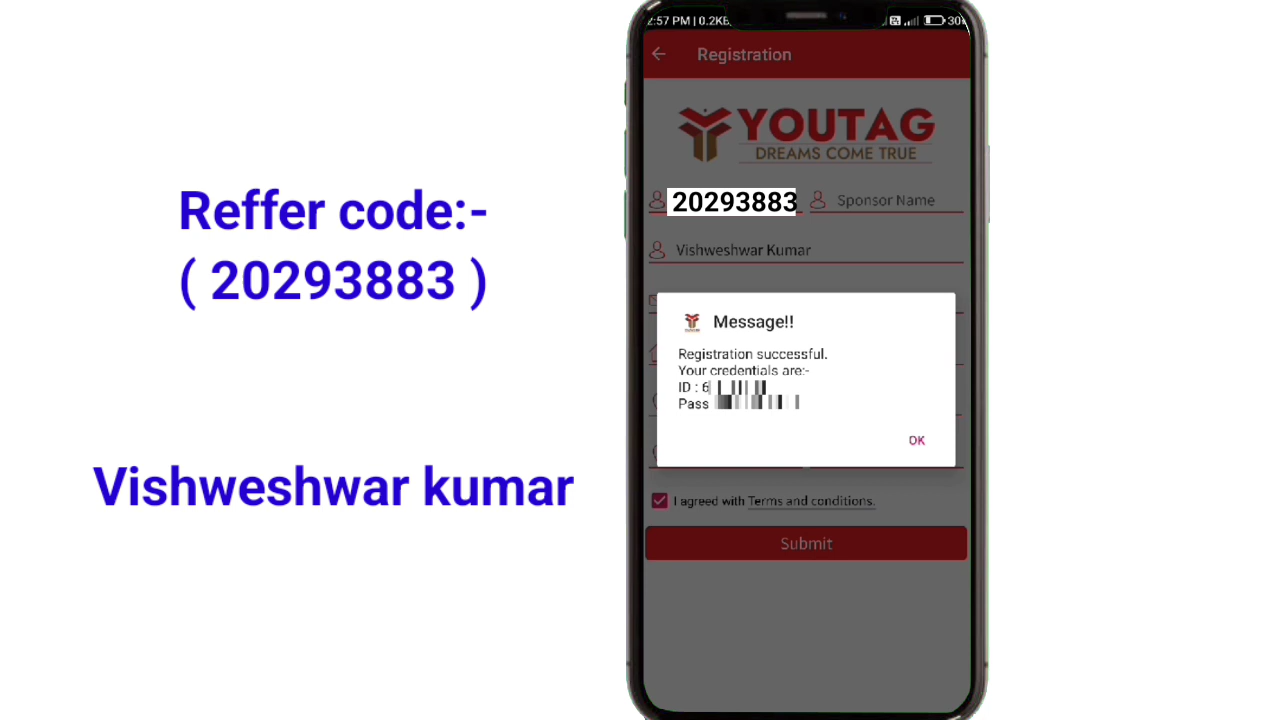 Reffer code:-
( 20293883 )
Vishweshwar kumar
2:57 PM | 0.2KB
30
Registration
YOUTAG
DREAMS COME TRUE
20293883 Sponsor Name
Vishweshwar Kumar
Message!!
Registration successful.
Your credentials are:-
ID : 6
Pass
OK
I agreed with Terms and conditions.
Submit